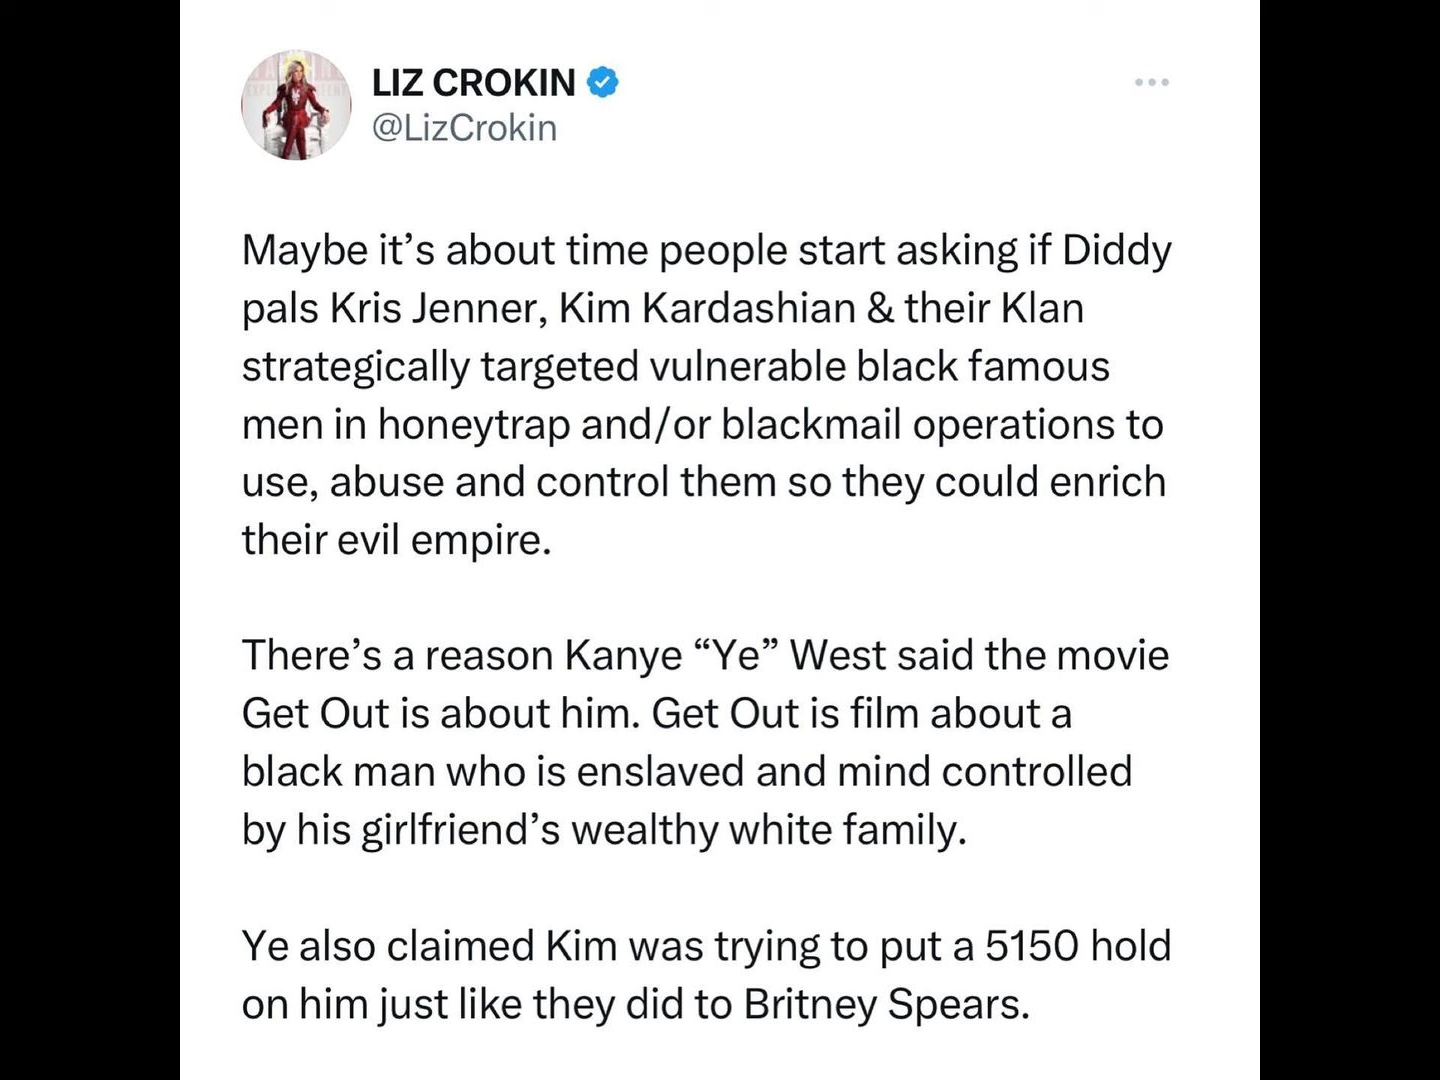 LIZ CROKIN
@LizCrokin
Maybe it’s about time people start asking if Diddy
pals Kris Jenner, Kim Kardashian & their Klan
strategically targeted vulnerable black famous
men in honeytrap and/or blackmail operations to
use, abuse and control them so they could enrich
their evil empire.
There’s a reason Kanye “Ye” West said the movie
Get Out is about him. Get Out is film about a
black man who is enslaved and mind controlled
by his girlfriend’s wealthy white family.
Ye also claimed Kim was trying to put a 5150 hold
on him just like they did to Britney Spears.